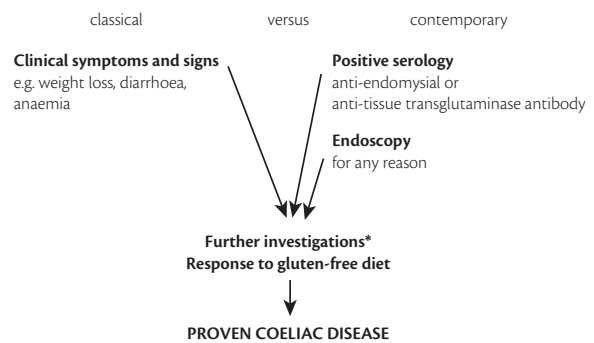 classical versus contemporary
Clinical symptoms and signs
e.g. weight loss, diarrhoea,
anaemia
Positive serology
anti-endomysial or
anti-tissue transglutaminase antibody
Endoscopy
for any reason
Further investigations*
Response to gluten-free diet
PROVEN COELIAC DISEASE